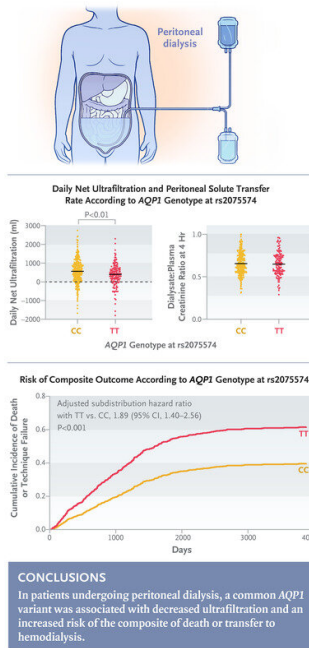 Peritoneal
dialysis
Daily Net Ultrafiltration and Peritoneal Solute Transfer
Rate According to AQP1 Genotype at rs2075574
P<0.01
Daily Net Ultrafiltration (ml)
3000
2000
1000
0
−1000
−2000
CC
TT
Dialysate:Plasma
Creatinine Ratio at 4 Hr
1.0
0.5
0.0
CC
TT
AQP1 Genotype at rs2075574
Risk of Composite Outcome According to AQP1 Genotype at rs2075574
Cumulative Incidence of Death
or Technique Failure
0.8
0.6
0.4
0.2
0.0
Adjusted subdistribution hazard ratio
with TT vs. CC, 1.89 (95% CI, 1.40–2.56)
P<0.001
TT
CC
0
1000
2000
3000
Days
CONCLUSIONS
In patients undergoing peritoneal dialysis, a common AQP1
variant was associated with decreased ultrafiltration and an
increased risk of the composite of death or transfer to
hemodialysis.